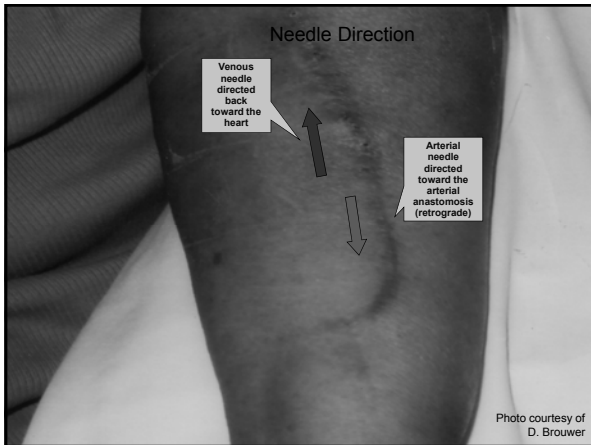 Needle Direction
Venous
needle
directed
back
toward the
heart
Arterial
needle
directed
toward the
arterial
anastomosis
(retrograde)
Photo courtesy of
D. Brouwer